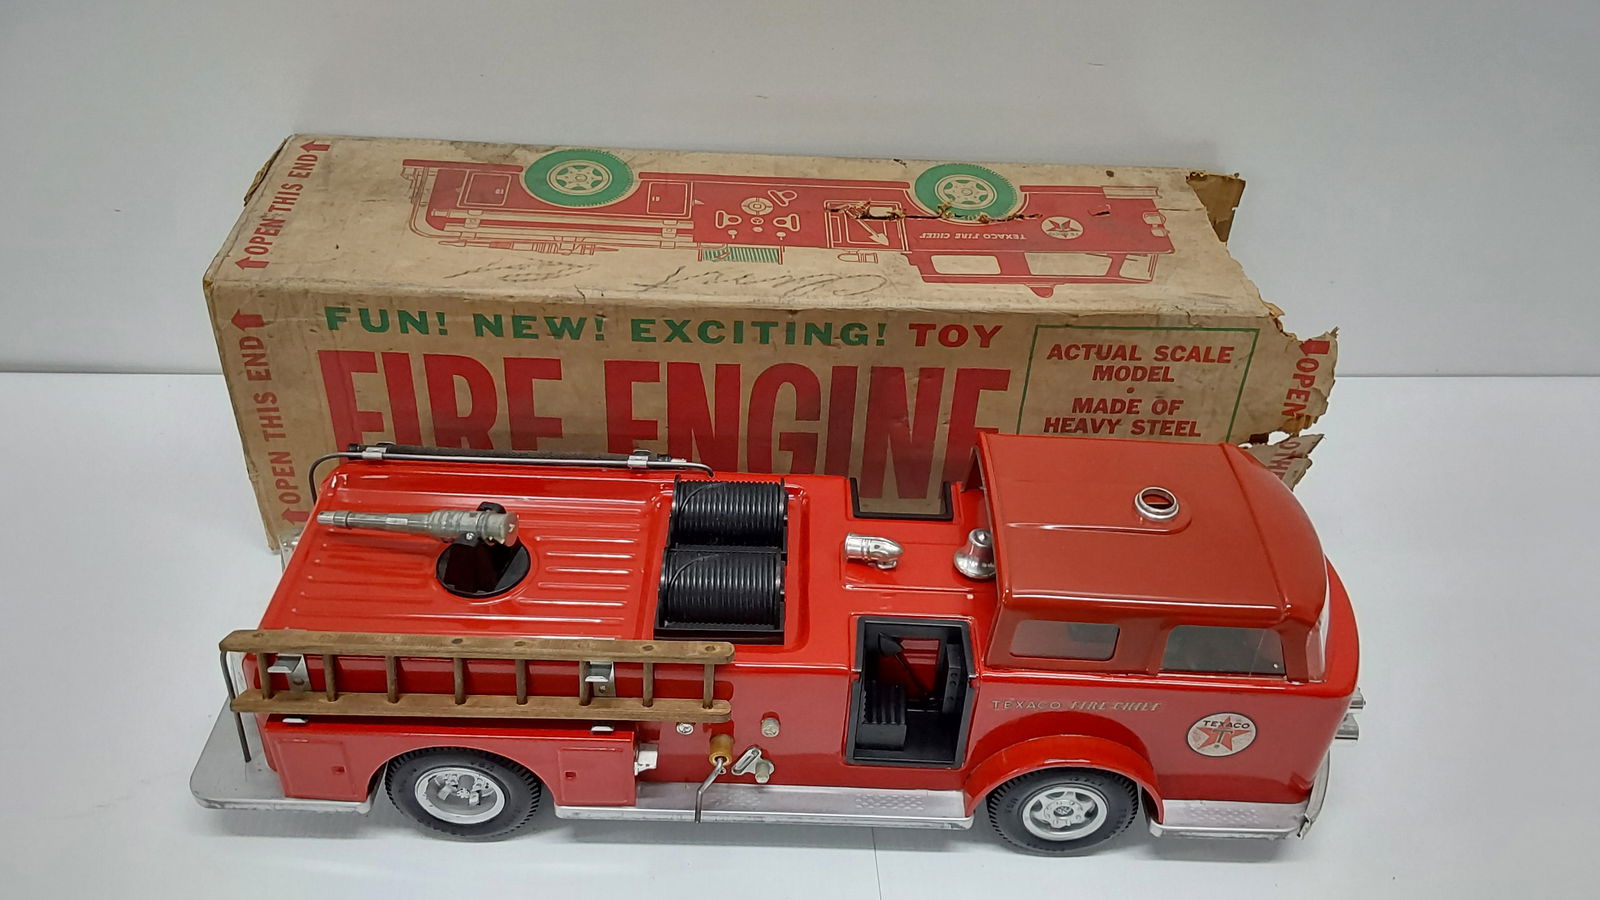 OPEN THIS END
TEXACO FIRE CHIEF
FUN! NEW! EXCITING! TOY
FIRE ENGINE
ACTUAL SCALE
MODEL
•
MADE OF
HEAVY STEEL
OPEN THIS END
OPEN
TEXACO FIRE-CHIEF
TEXACO
T